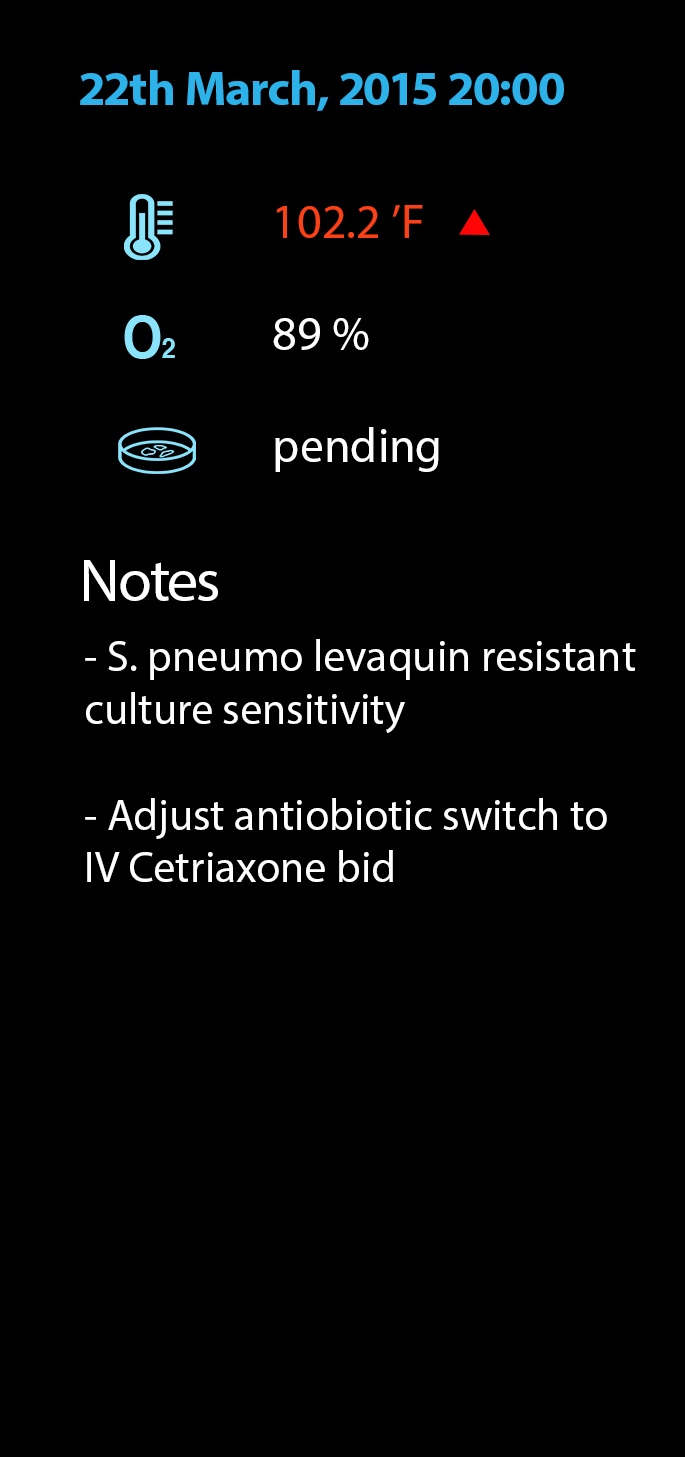 22th March, 2015 20:00
102.2 ’F
O2
89 %
pending
Notes
- S. pneumo levaquin resistant
culture sensitivity
- Adjust antiobiotic switch to
IV Cetriaxone bid